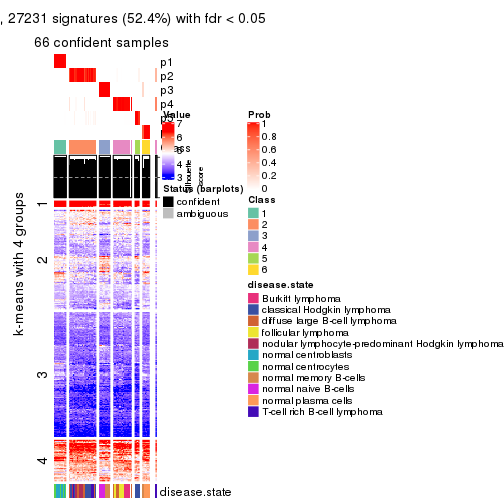 , 27231 signatures (52.4%) with fdr < 0.05
66 confident samples
p1
p2
p3
p4
Value
7
6
4
3
Silhouette score
Status (barplots)
confident
ambiguous
Prob
1
0.8
0.6
0.4
0.2
0
Class
1
2
3
4
5
6
disease.state
Burkitt lymphoma
classical Hodgkin lymphoma
diffuse large B-cell lymphoma
follicular lymphoma
nodular lymphocyte-predominant Hodgkin lymphoma
normal centroblasts
normal centrocytes
normal memory B-cells
normal naive B-cells
normal plasma cells
T-cell rich B-cell lymphoma
k-means with 4 groups
1
2
3
4
disease.state